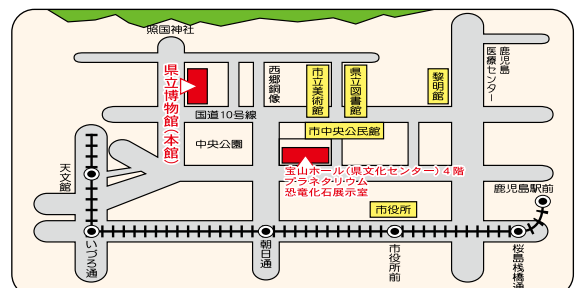 照国神社
県立博物館(本館)
西郷銅像
市立美術館
県立図書館
黎明館
鹿児島
医療センター
国道10号線
市中央公民館
中央公園
宝山ホール(県文化センター)4階
プラネタリウム
恐竜化石展示室
天文館
鹿児島駅前
市役所
いづろ通
朝日通
市役所前
桜島桟橋通